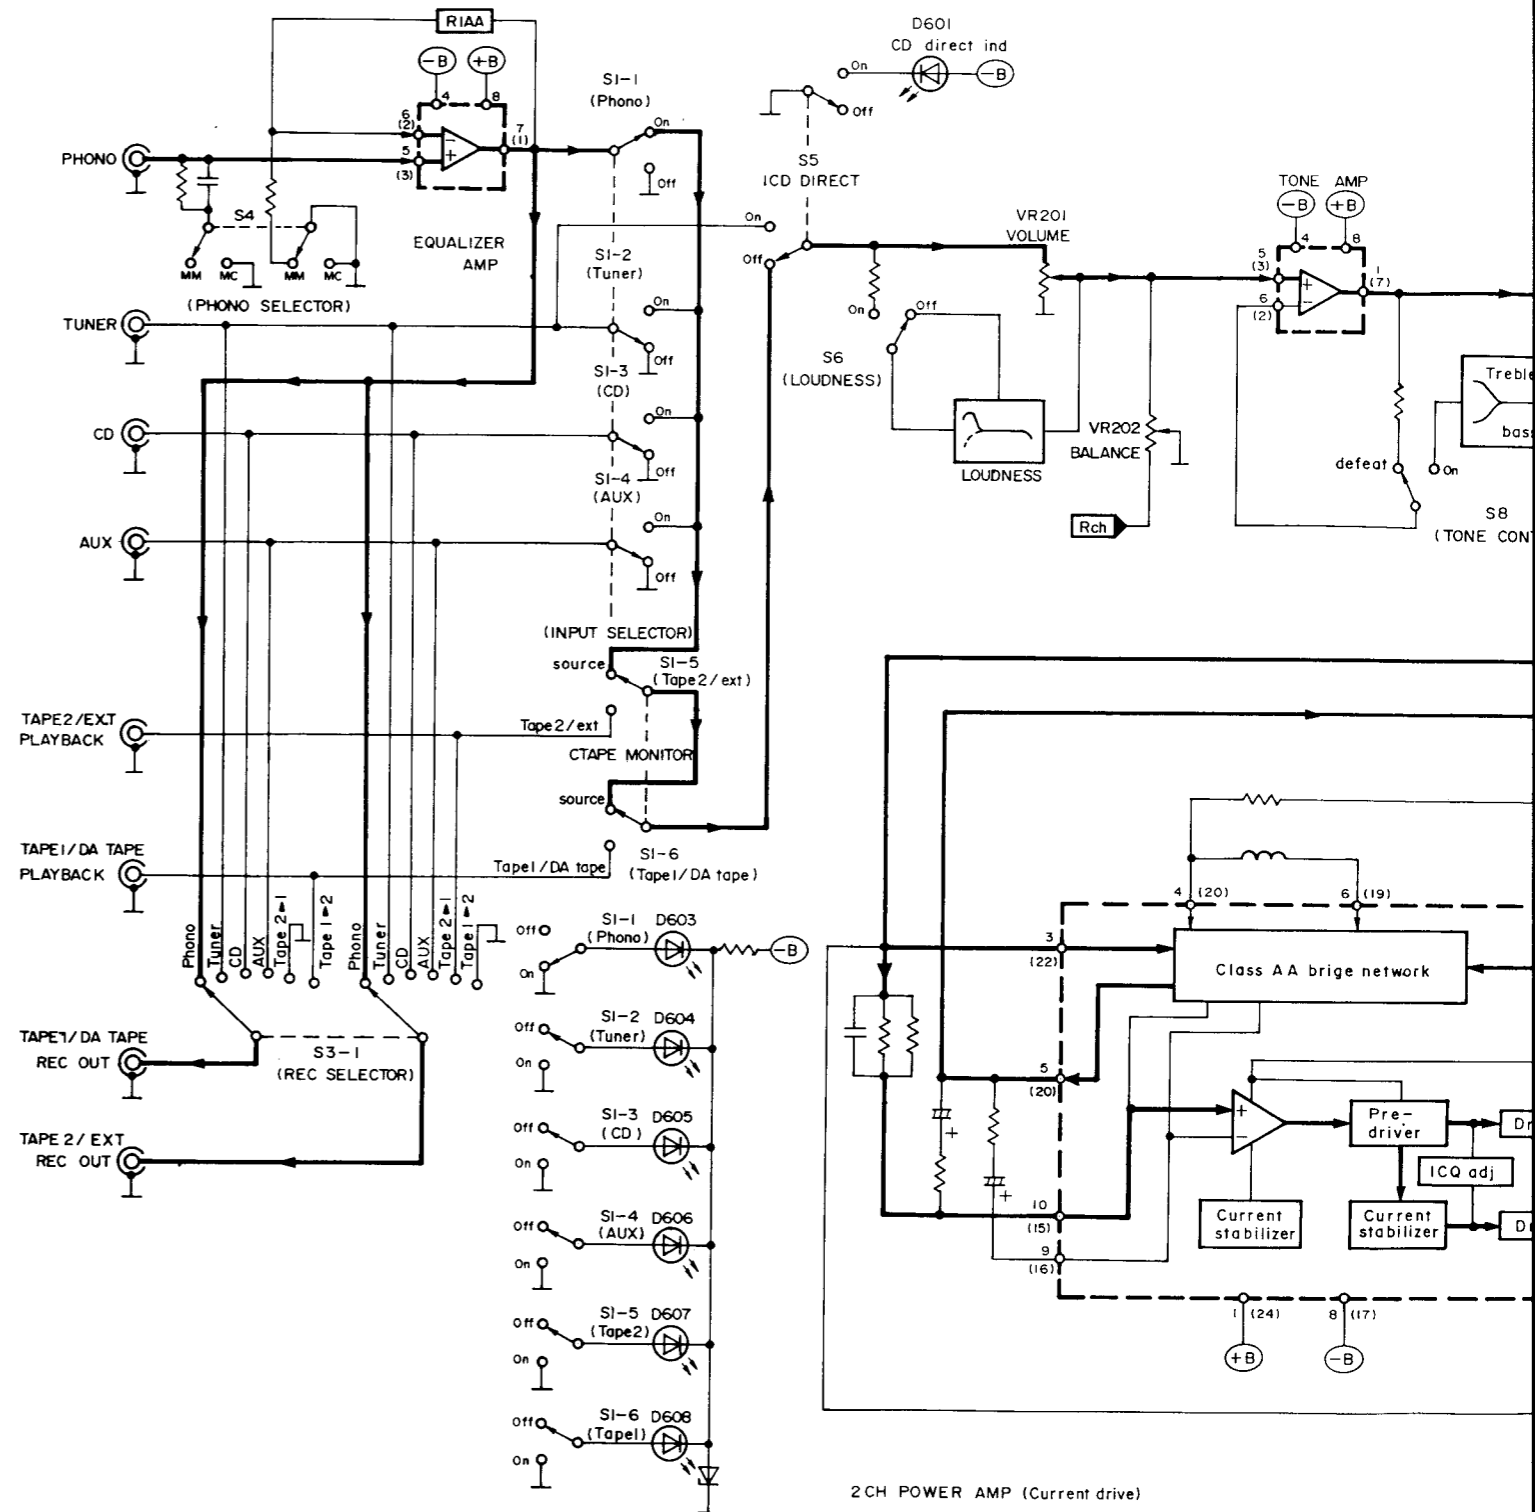 RIAA
−B +B
4 8
6
(2)
5
(3)
7
(1)
PHONO
S4
MM MC MM MC
(PHONO SELECTOR)
EQUALIZER
AMP
S1-1
(Phono)
On
Off
D601
CD direct ind
On
Off
−B
S5
ICD DIRECT
On
Off
S1-2
(Tuner)
On
Off
TUNER
S1-3
(CD)
On
Off
CD
S1-4
(AUX)
On
Off
AUX
(INPUT SELECTOR)
VR201
VOLUME
On
Off
S6
(LOUDNESS)
LOUDNESS
VR202
BALANCE
Rch
TONE AMP
−B +B
4 8
5
(3)
6
(2)
1
(7)
Treble
defeat
On
S8
(TONE CON
source
S1-5
(Tape2/ext)
TAPE2/EXT
PLAYBACK
Tape2/ext
CTAPE MONITOR
source
S1-6
(Tape1/DA tape)
TAPE1/DA TAPE
PLAYBACK
Tape1/DA tape
Phono
Tuner
CD
AUX
Tape 2►1
Tape 1►2
Phono
Tuner
CD
AUX
Tape2►1
Tape1►2
TAPE1/DA TAPE
REC OUT
S3-1
(REC SELECTOR)
TAPE 2/ EXT
REC OUT
S1-1 D603
(Phono)
Off
On
−B
S1-2 D604
(Tuner)
Off
On
S1-3 D605
(CD)
Off
On
S1-4 D606
(AUX)
Off
On
S1-5 D607
(Tape2)
Off
On
S1-6 D608
(Tape1)
Off
On
4 (20)
6 (19)
3
(22)
Class AA brige network
5
(20)
+
+
Pre-
driver
Dr
ICQ adj
10
(15)
9
(16)
Current
stabilizer
Current
stabilizer
1 (24)
8 (17)
+B
−B
2CH POWER AMP (Current drive)